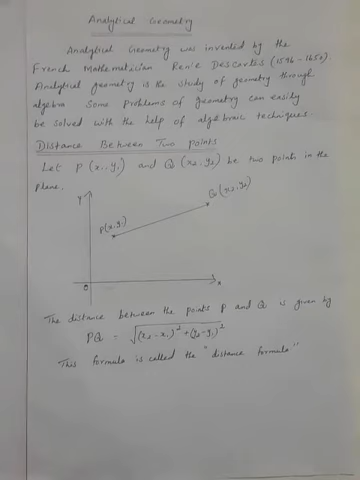 Analytical Geometry
Analytical Geometry was invented by the
French Mathematician Rene Descartes (1596-1650).
Analytical geometry is the study of geometry through
algebra Some problems of geometry can easily
be solved with the help of algebraic techniques
Distance Between Two points
Let P (x₁, y₁) and Q (x₂, y₂) be two points in the
plane.
y
Q(x₂, y₂)
P(x₁, y₁)
0
x
The distance between the points P and Q is given by
PQ = √(x₂-x₁)² + (y₂-y₁)²
This formula is called the "distance formula"